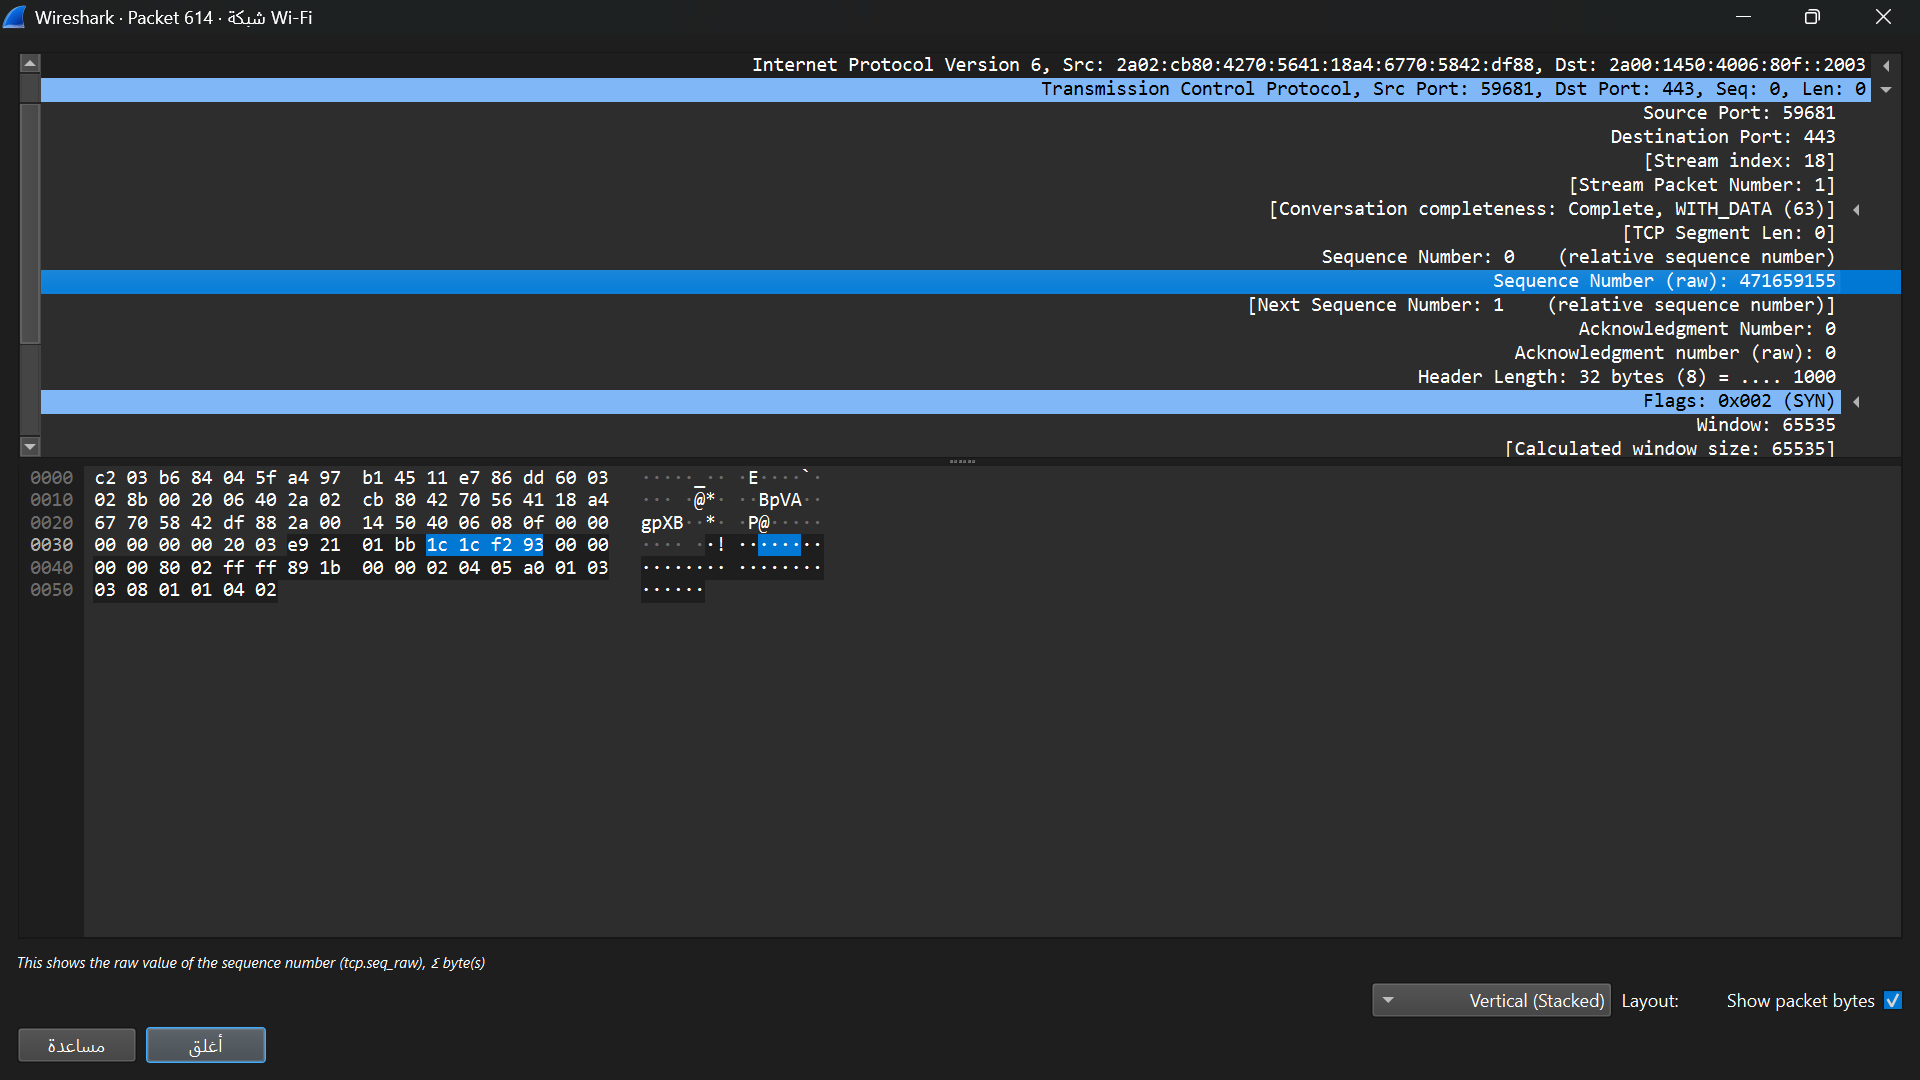 Wireshark · Packet 614 · شبكة Wi-Fi
Internet Protocol Version 6, Src: 2a02:cb80:4270:5641:18a4:6770:5842:df88, Dst: 2a00:1450:4006:80f::2003
Transmission Control Protocol, Src Port: 59681, Dst Port: 443, Seq: 0, Len: 0
Source Port: 59681
Destination Port: 443
[Stream index: 18]
[Stream Packet Number: 1]
[Conversation completeness: Complete, WITH_DATA (63)]
[TCP Segment Len: 0]
Sequence Number: 0    (relative sequence number)
Sequence Number (raw): 471659155
[Next Sequence Number: 1    (relative sequence number)]
Acknowledgment Number: 0
Acknowledgment number (raw): 0
Header Length: 32 bytes (8) = .... 1000
Flags: 0x002 (SYN)
Window: 65535
[Calculated window size: 65535]
0000 c2 03 b6 84 04 5f a4 97 b1 45 11 e7 86 dd 60 03 ·····_·· ·E····`·
0010 02 8b 00 20 06 40 2a 02 cb 80 42 70 56 41 18 a4 ··· ·@*· ··BpVA··
0020 67 70 58 42 df 88 2a 00 14 50 40 06 08 0f 00 00 gpXB··*· ·P@·····
0030 00 00 00 00 20 03 e9 21 01 bb 1c 1c f2 93 00 00 ···· ··! ········
0040 00 00 80 02 ff ff 89 1b 00 00 02 04 05 a0 01 03 ········ ········
0050 03 08 01 01 04 02 ······
This shows the raw value of the sequence number (tcp.seq_raw), ٤ byte(s)
Vertical (Stacked) Layout: Show packet bytes
مساعدة أغلق